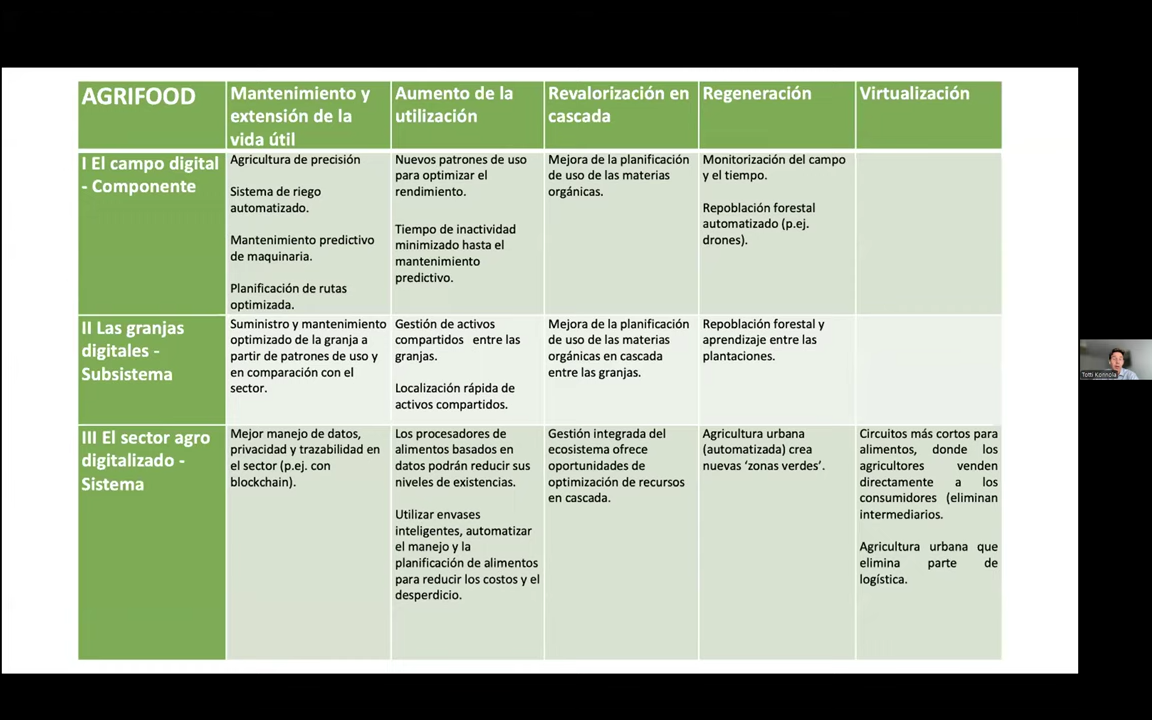 AGRIFOOD
Mantenimiento y
extensión de la
vida útil
Aumento de la
utilización
Revalorización en
cascada
Regeneración
Virtualización
I El campo digital
- Componente
Agricultura de precisión
Sistema de riego
automatizado.
Mantenimiento predictivo
de maquinaria.
Planificación de rutas
optimizada.
Nuevos patrones de uso
para optimizar el
rendimiento.
Tiempo de inactividad
minimizado hasta el
mantenimiento
predictivo.
Mejora de la planificación
de uso de las materias
orgánicas.
Monitorización del campo
y el tiempo.
Repoblación forestal
automatizado (p.ej.
drones).
II Las granjas
digitales -
Subsistema
Suministro y mantenimiento
optimizado de la granja a
partir de patrones de uso y
en comparación con el
sector.
Gestión de activos
compartidos entre las
granjas.
Localización rápida de
activos compartidos.
Mejora de la planificación
de uso de las materias
orgánicas en cascada
entre las granjas.
Repoblación forestal y
aprendizaje entre las
plantaciones.
III El sector agro
digitalizado -
Sistema
Mejor manejo de datos,
privacidad y trazabilidad en
el sector (p.ej. con
blockchain).
Los procesadores de
alimentos basados en
datos podrán reducir sus
niveles de existencias.
Utilizar envases
inteligentes, automatizar
el manejo y la
planificación de alimentos
para reducir los costos y el
desperdicio.
Gestión integrada del
ecosistema ofrece
oportunidades de
optimización de recursos
en cascada.
Agricultura urbana
(automatizada) crea
nuevas ‘zonas verdes’.
Circuitos más cortos para
alimentos, donde los
agricultores venden
directamente a los
consumidores (eliminan
intermediarios.
Agricultura urbana que
elimina parte de
logística.